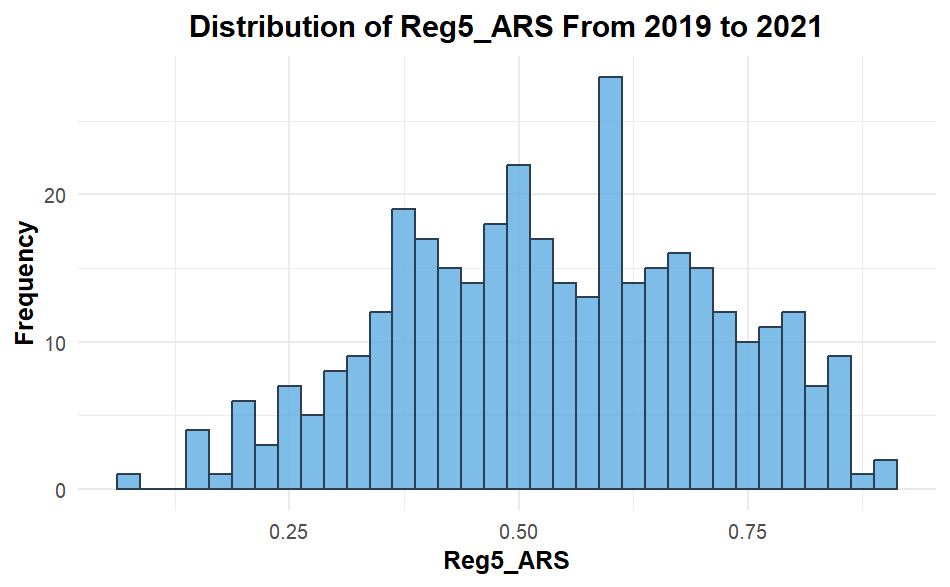 Distribution of Reg5_ARS From 2019 to 2021
Frequency
20
10
0
0.25 0.50 0.75
Reg5_ARS